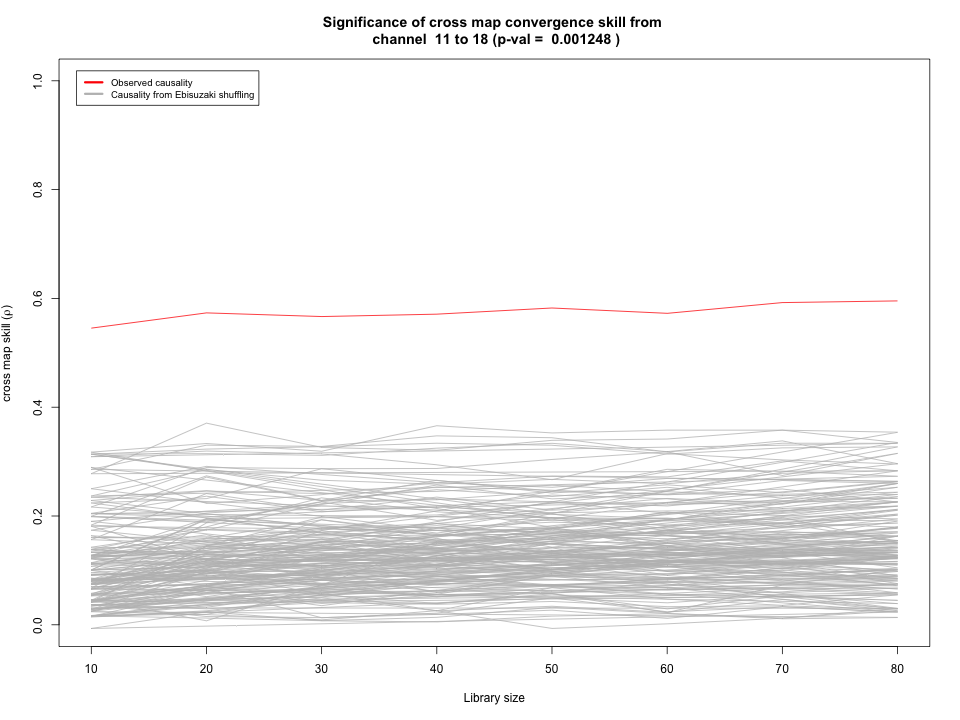 Significance of cross map convergence skill from
channel  11 to 18 (p-val =  0.001248 )
Observed causality
Causality from Ebisuzaki shuffling
1.0
0.8
0.6
0.4
0.2
0.0
cross map skill (ρ)
10 20 30 40 50 60 70 80
Library size